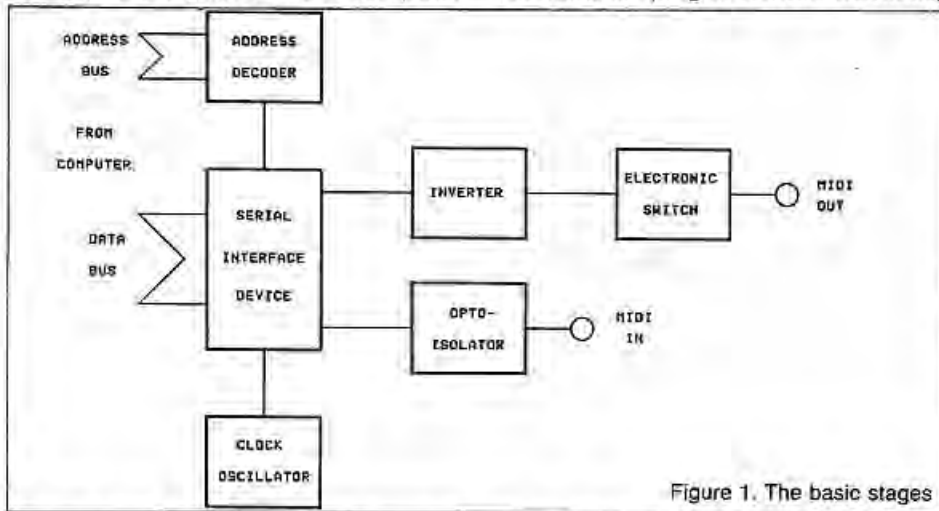 ADDRESS
BUS
ADDRESS
DECODER
FROM
COMPUTER
SERIAL
INTERFACE
DEVICE
DATA
BUS
INVERTER
ELECTRONIC
SWITCH
MIDI
OUT
OPTO-
ISOLATOR
MIDI
IN
CLOCK
OSCILLATOR
Figure 1. The basic stages